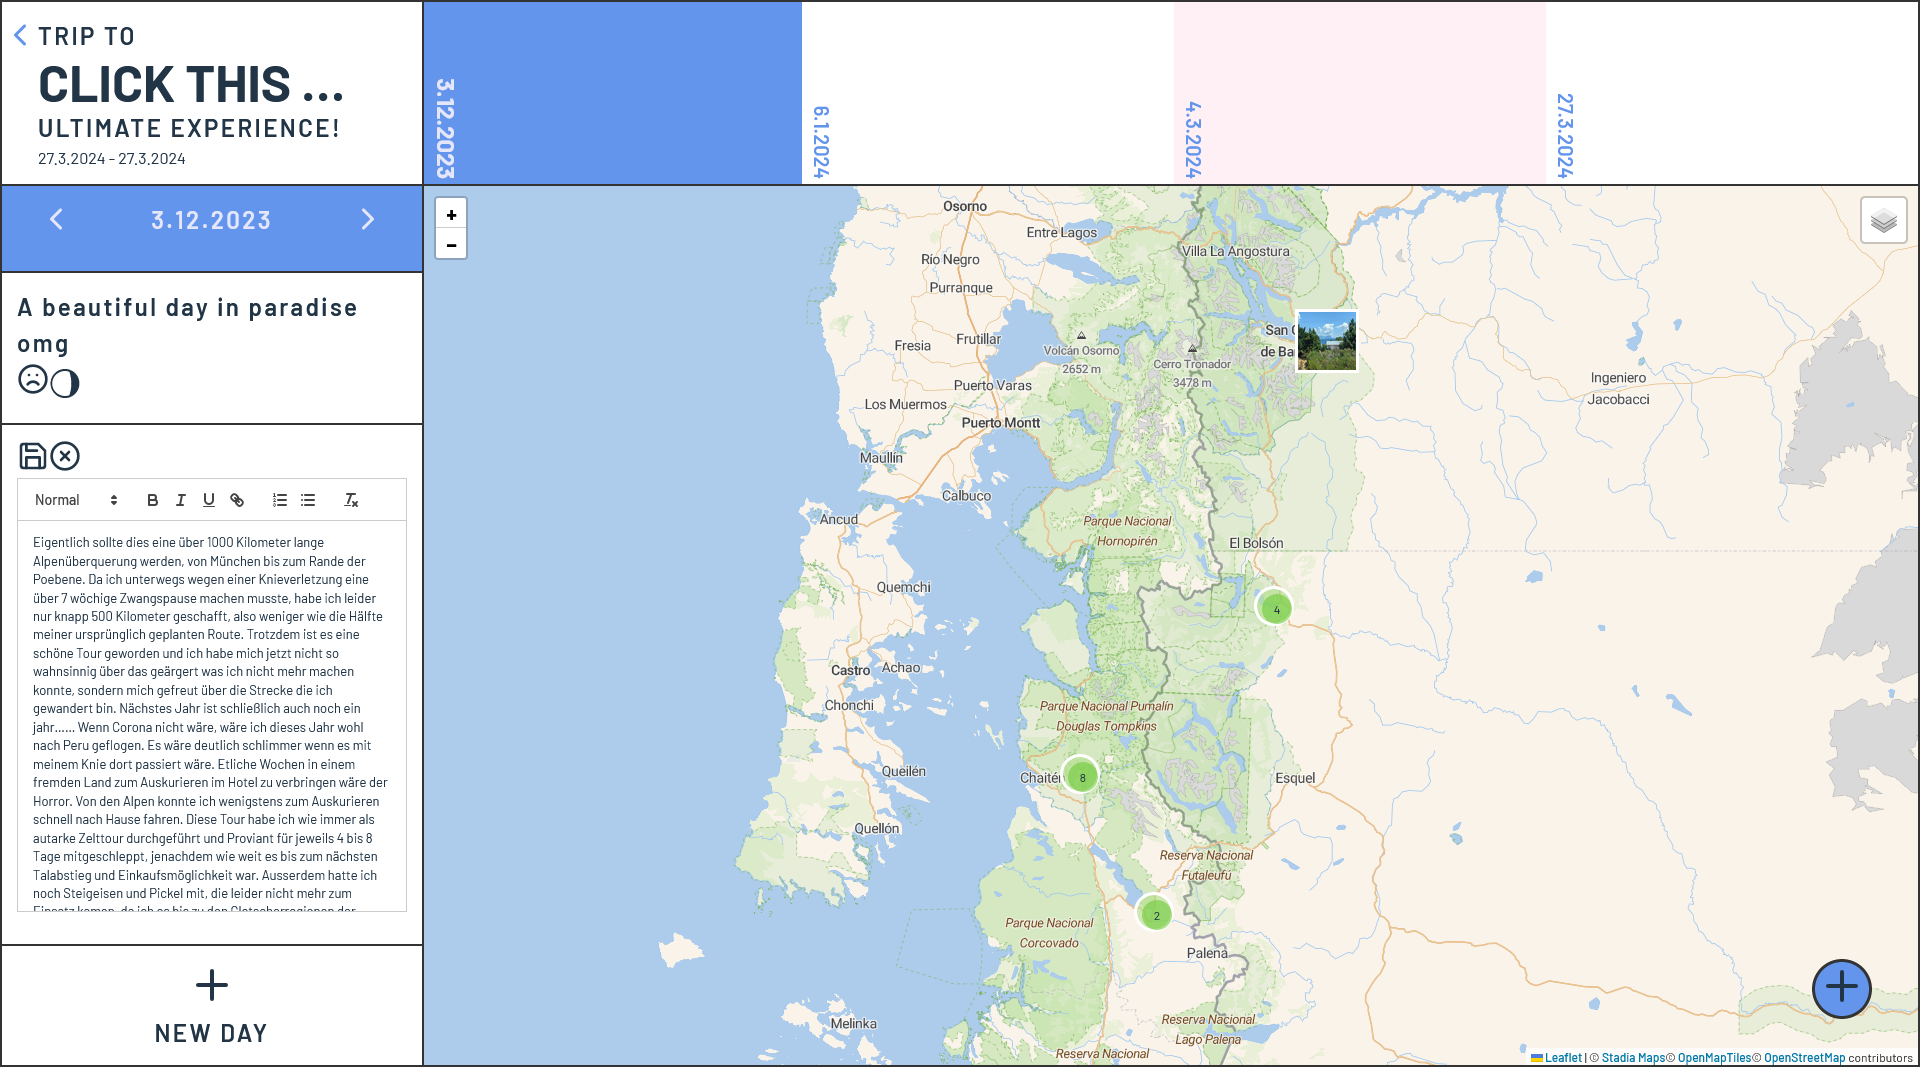 TRIP TO
CLICK THIS ...
ULTIMATE EXPERIENCE!
27.3.2024 - 27.3.2024
3.12.2023
6.1.2024
4.3.2024
27.3.2024
3.12.2023
A beautiful day in paradise
omg
Normal
Eigentlich sollte dies eine über 1000 Kilometer lange
Alpenüberquerung werden, von München bis zum Rande der
Poebene. Da ich unterwegs wegen einer Knieverletzung eine
über 7 wöchige Zwangspause machen musste, habe ich leider
nur knapp 500 Kilometer geschafft, also weniger wie die Hälfte
meiner ursprünglich geplanten Route. Trotzdem ist es eine
schöne Tour geworden und ich habe mich jetzt nicht so
wahnsinnig über das geärgert was ich nicht mehr machen
konnte, sondern mich gefreut über die Strecke die ich
gewandert bin. Nächstes Jahr ist schließlich auch noch ein
jahr...... Wenn Corona nicht wäre, wäre ich dieses Jahr wohl
nach Peru geflogen. Es wäre deutlich schlimmer wenn es mit
meinem Knie dort passiert wäre. Etliche Wochen in einem
fremden Land zum Auskurieren im Hotel zu verbringen wäre der
Horror. Von den Alpen konnte ich wenigstens zum Auskurieren
schnell nach Hause fahren. Diese Tour habe ich wie immer als
autarke Zelttour durchgeführt und Proviant für jeweils 4 bis 8
Tage mitgeschleppt, jenachdem wie weit es bis zum nächsten
Talabstieg und Einkaufsmöglichkeit war. Ausserdem hatte ich
noch Steigeisen und Pickel mit, die leider nicht mehr zum
NEW DAY
+
−
Osorno
Entre Lagos
Villa La Angostura
Río Negro
Purranque
San
de Ba
Frutillar
Fresia
Volcán Osorno
2652 m
Cerro Tronador
3478 m
Puerto Varas
Ingeniero
Jacobacci
Los Muermos
Puerto Montt
Maullín
Calbuco
Ancud
Parque Nacional
Hornopirén
El Bolsón
Quemchi
4
Castro
Achao
Chonchi
Parque Nacional Pumalín
Douglas Tompkins
Queilén
Chaitén
8
Esquel
Quellón
Reserva Nacional
Futaleufú
2
Parque Nacional
Corcovado
Palena
Melinka
Reserva Nacional
Lago Palena
Reserva Nacional
Leaflet | © Stadia Maps© OpenMapTiles© OpenStreetMap contributors